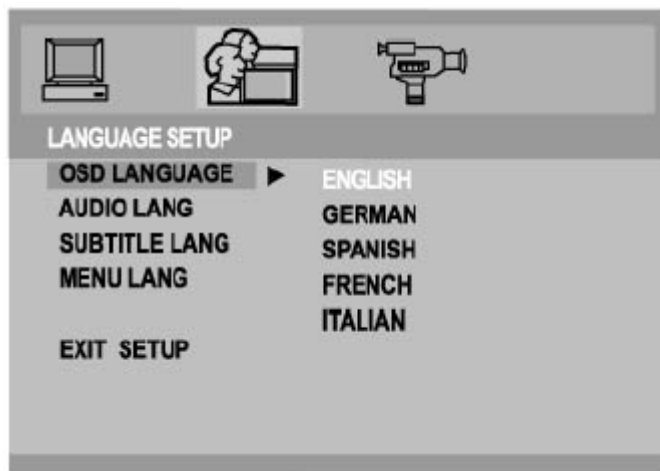 LANGUAGE SETUP
OSD LANGUAGE
ENGLISH
AUDIO LANG
GERMAN
SUBTITLE LANG
SPANISH
MENU LANG
FRENCH
ITALIAN
EXIT SETUP